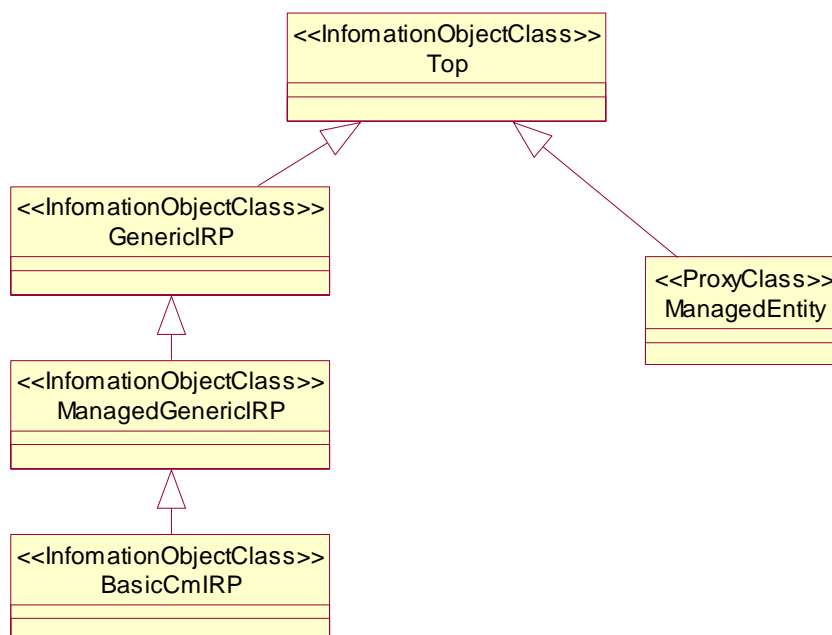 <<InfomationObjectClass>>
Top
<<InfomationObjectClass>>
GenericIRP
<<ProxyClass>>
ManagedEntity
<<InfomationObjectClass>>
ManagedGenericIRP
<<InfomationObjectClass>>
BasicCmIRP